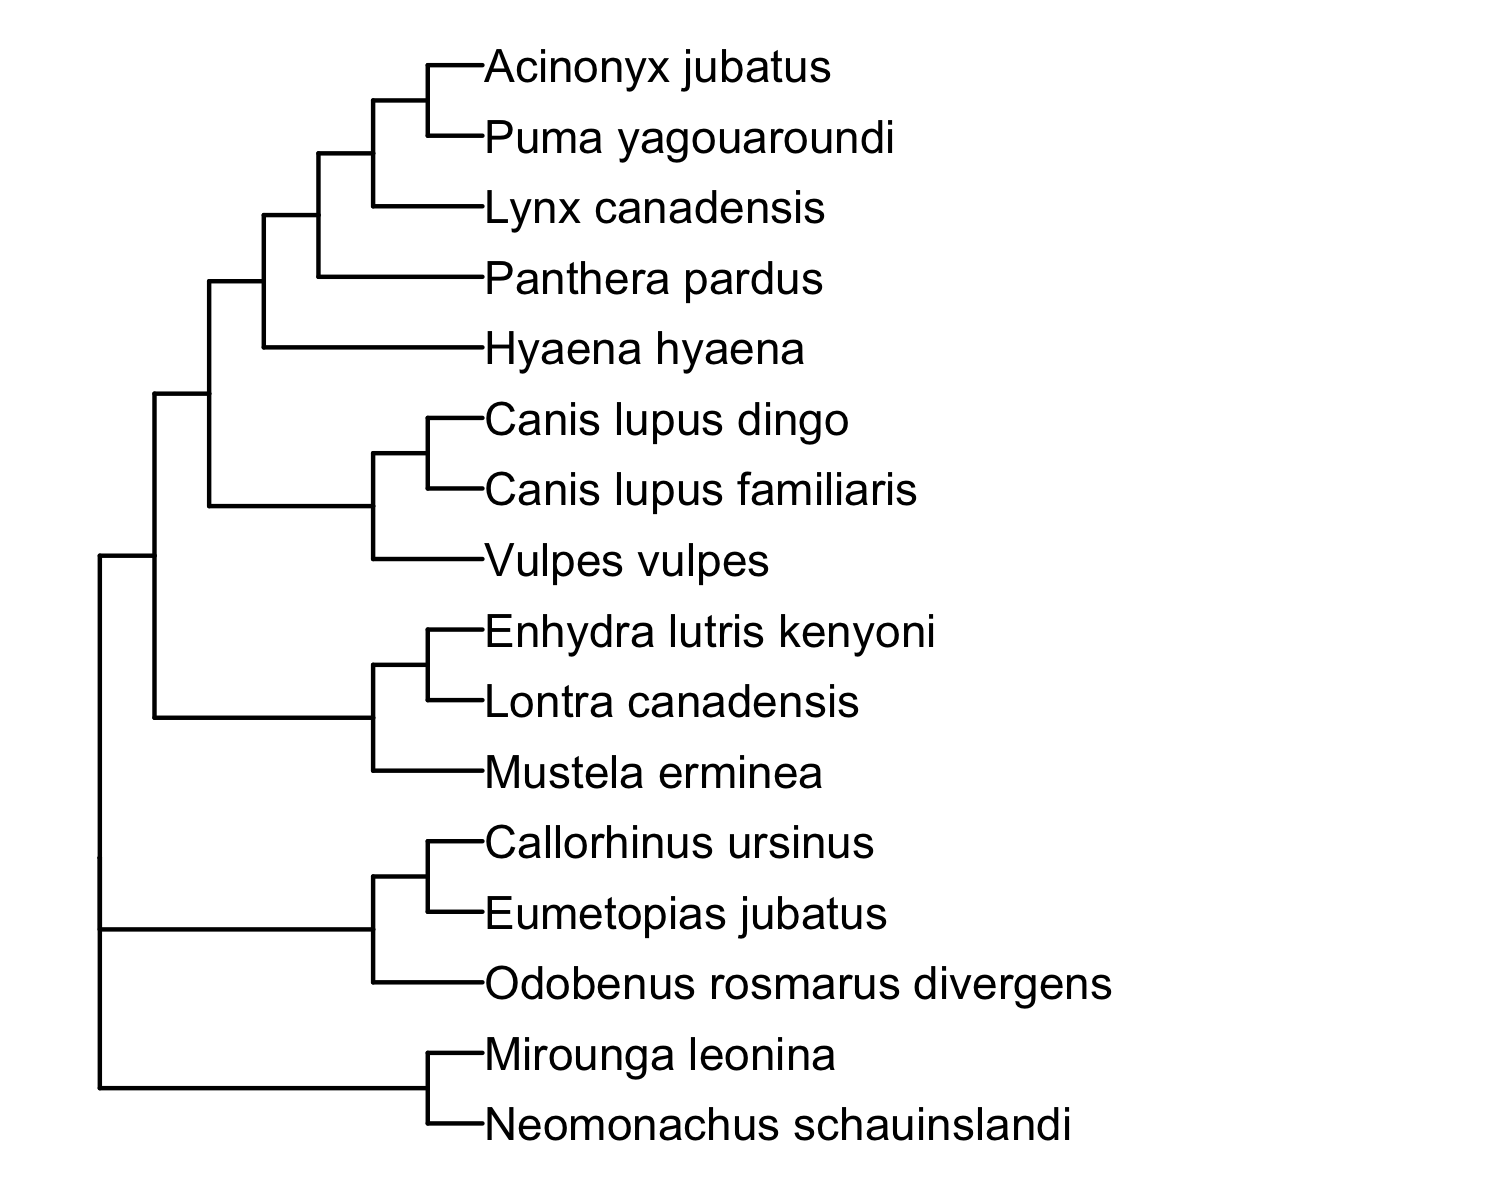 Acinonyx jubatus
Puma yagouaroundi
Lynx canadensis
Panthera pardus
Hyaena hyaena
Canis lupus dingo
Canis lupus familiaris
Vulpes vulpes
Enhydra lutris kenyoni
Lontra canadensis
Mustela erminea
Callorhinus ursinus
Eumetopias jubatus
Odobenus rosmarus divergens
Mirounga leonina
Neomonachus schauinslandi